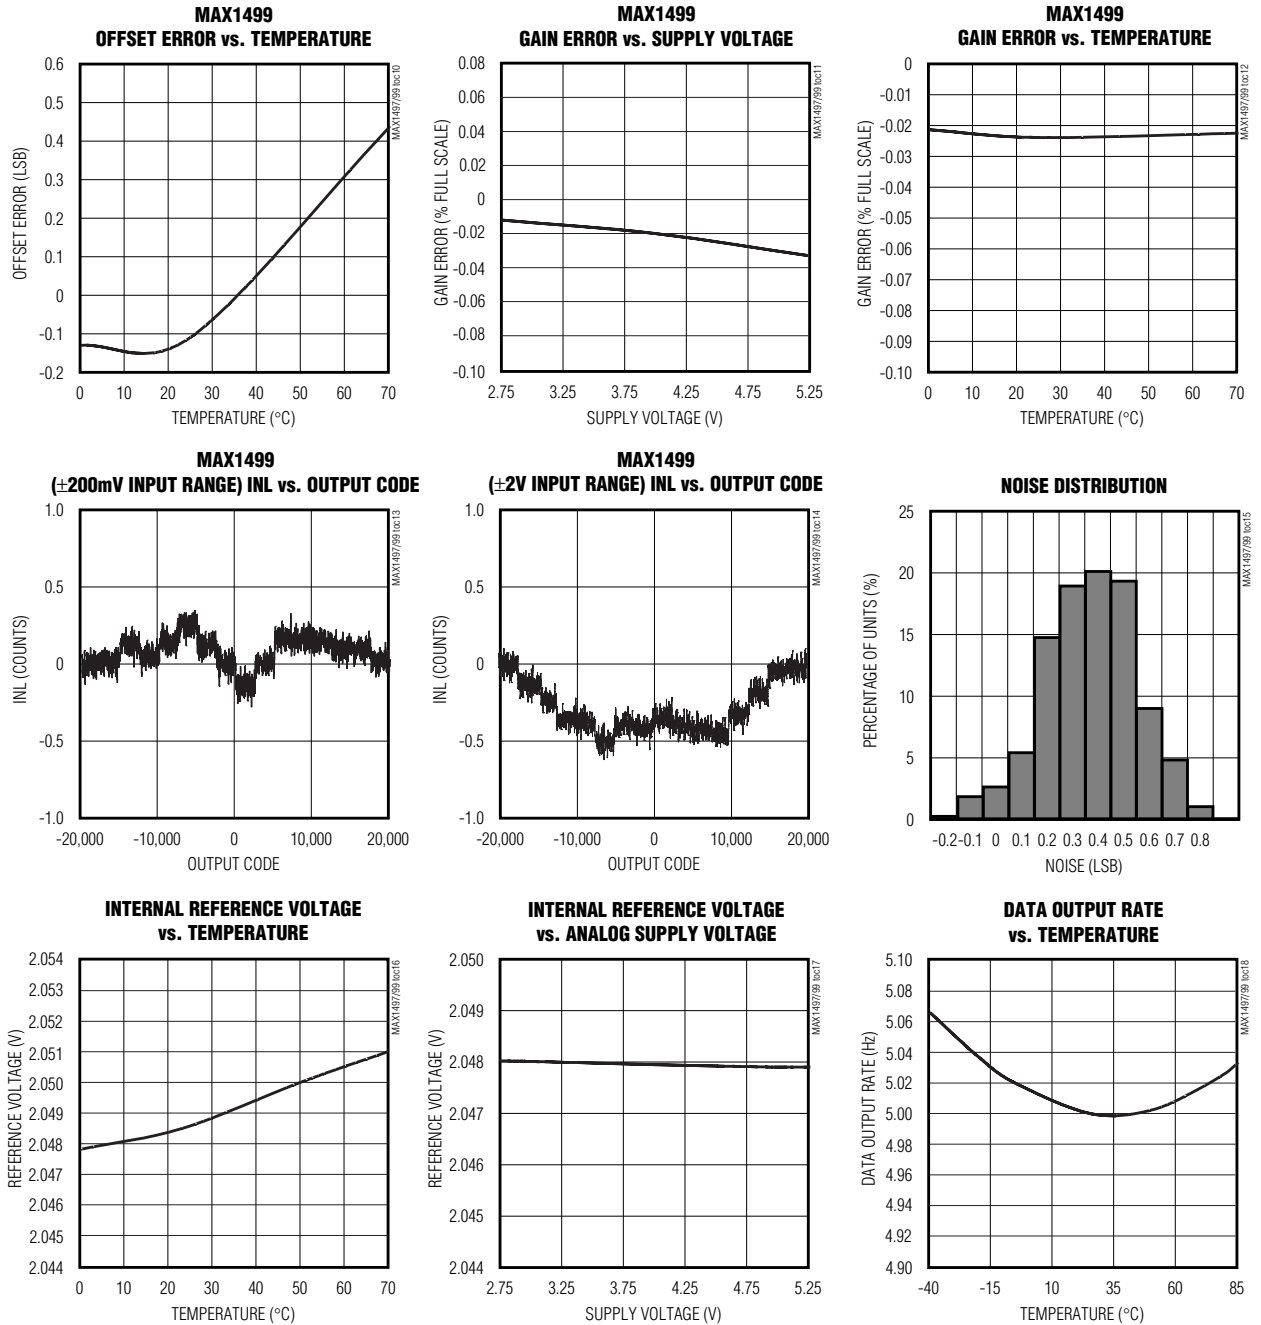 MAX1499
OFFSET ERROR vs. TEMPERATURE
0.6
0.5
0.4
0.3
0.2
0.1
0
-0.1
-0.2
OFFSET ERROR (LSB)
0 10 20 30 40 50 60 70
TEMPERATURE (°C)
MAX1497/99 toc10
MAX1499
GAIN ERROR vs. SUPPLY VOLTAGE
0.08
0.06
0.04
0.02
0
-0.02
-0.04
-0.06
-0.08
-0.10
GAIN ERROR (% FULL SCALE)
2.75 3.25 3.75 4.25 4.75 5.25
SUPPLY VOLTAGE (V)
MAX1497/99 toc11
MAX1499
GAIN ERROR vs. TEMPERATURE
0
-0.01
-0.02
-0.03
-0.04
-0.05
-0.06
-0.07
-0.08
-0.09
-0.10
GAIN ERROR (% FULL SCALE)
0 10 20 30 40 50 60 70
TEMPERATURE (°C)
MAX1497/99 toc12
MAX1499
(±200mV INPUT RANGE) INL vs. OUTPUT CODE
1.0
0.5
0
-0.5
-1.0
INL (COUNTS)
-20,000 -10,000 0 10,000 20,000
OUTPUT CODE
MAX1497/99 toc13
MAX1499
(±2V INPUT RANGE) INL vs. OUTPUT CODE
1.0
0.5
0
-0.5
-1.0
INL (COUNTS)
-20,000 -10,000 0 10,000 20,000
OUTPUT CODE
MAX1497/99 toc14
NOISE DISTRIBUTION
25
20
15
10
5
0
PERCENTAGE OF UNITS (%)
-0.2 -0.1 0 0.1 0.2 0.3 0.4 0.5 0.6 0.7 0.8
NOISE (LSB)
MAX1497/99 toc15
INTERNAL REFERENCE VOLTAGE
vs. TEMPERATURE
2.054
2.053
2.052
2.051
2.050
2.049
2.048
2.047
2.046
2.045
2.044
REFERENCE VOLTAGE (V)
0 10 20 30 40 50 60 70
TEMPERATURE (°C)
MAX1497/99 toc16
INTERNAL REFERENCE VOLTAGE
vs. ANALOG SUPPLY VOLTAGE
2.050
2.049
2.048
2.047
2.046
2.045
2.044
REFERENCE VOLTAGE (V)
2.75 3.25 3.75 4.25 4.75 5.25
SUPPLY VOLTAGE (V)
MAX1497/99 toc17
DATA OUTPUT RATE
vs. TEMPERATURE
5.10
5.08
5.06
5.04
5.02
5.00
4.98
4.96
4.94
4.92
4.90
DATA OUTPUT RATE (Hz)
-40 -15 10 35 60 85
TEMPERATURE (°C)
MAX1497/99 toc18